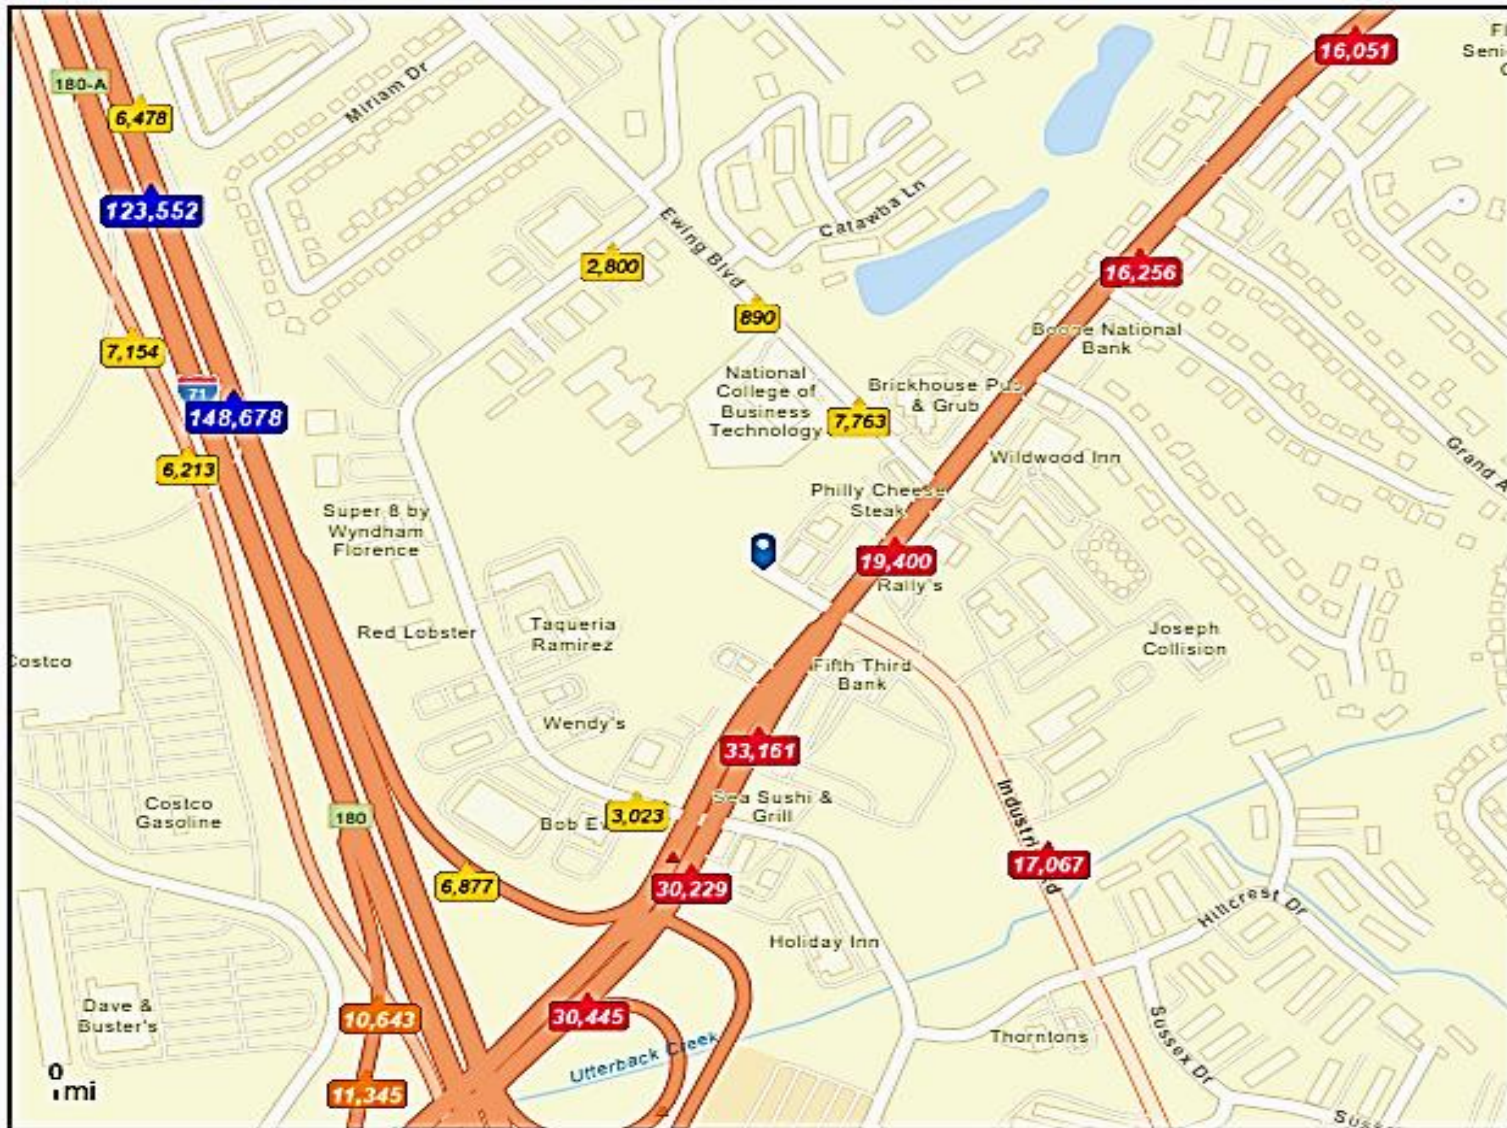 16,051
180-A
6,478
Miriam Dr
123,552
Catawba Ln
Ewing Blvd
2,800
16,256
890
7,154
71
148,678
Boone National
Bank
National
College of
Business
Technology
Brickhouse Pub
& Grub
7,763
6,213
Wildwood Inn
Grand A
Philly Cheese
Steak
Super 8 by
Wyndham
Florence
19,400
Rally's
Red Lobster
Taqueria
Ramirez
Joseph
Collision
Costco
Fifth Third
Bank
Wendy's
33,161
Costco
Gasoline
180
Bob E
3,023
Sea Sushi &
Grill
Industri
17,067
6,877
30,229
Hillcrest Dr
Holiday Inn
Dave &
Buster's
10,643
30,445
Utterback Creek
Thorntons
Sussex Dr
0
mi
11,345